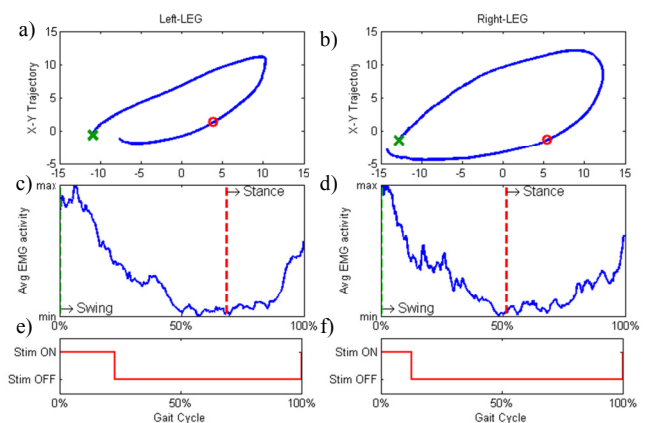 Left-LEG
Right-LEG
a)
b)
X-Y Trajectory
15
10
5
0
-5
-15 -10 -5 0 5 10 15
X-Y Trajectory
15
10
5
0
-5
-15 -10 -5 0 5 10 15
c)
d)
Avg EMG activity
max
min
Stance
Swing
0% 50% 100%
Avg EMG activity
max
min
Stance
Swing
0% 50% 100%
e)
f)
Stim ON
Stim OFF
0% 50% 100%
Gait Cycle
Stim ON
Stim OFF
0% 50% 100%
Gait Cycle